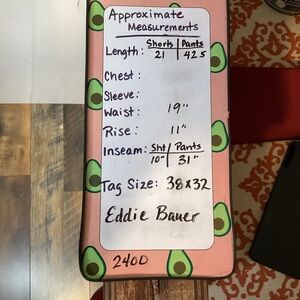 Approximate
Measurements
Shorts | Pants
Length: 21 | 42.5
Chest:
Sleeve:
Waist: 19"
Rise: 11"
Sht | Pants
Inseam: 10" | 31"
Tag Size: 38x32
Eddie Bauer
2400